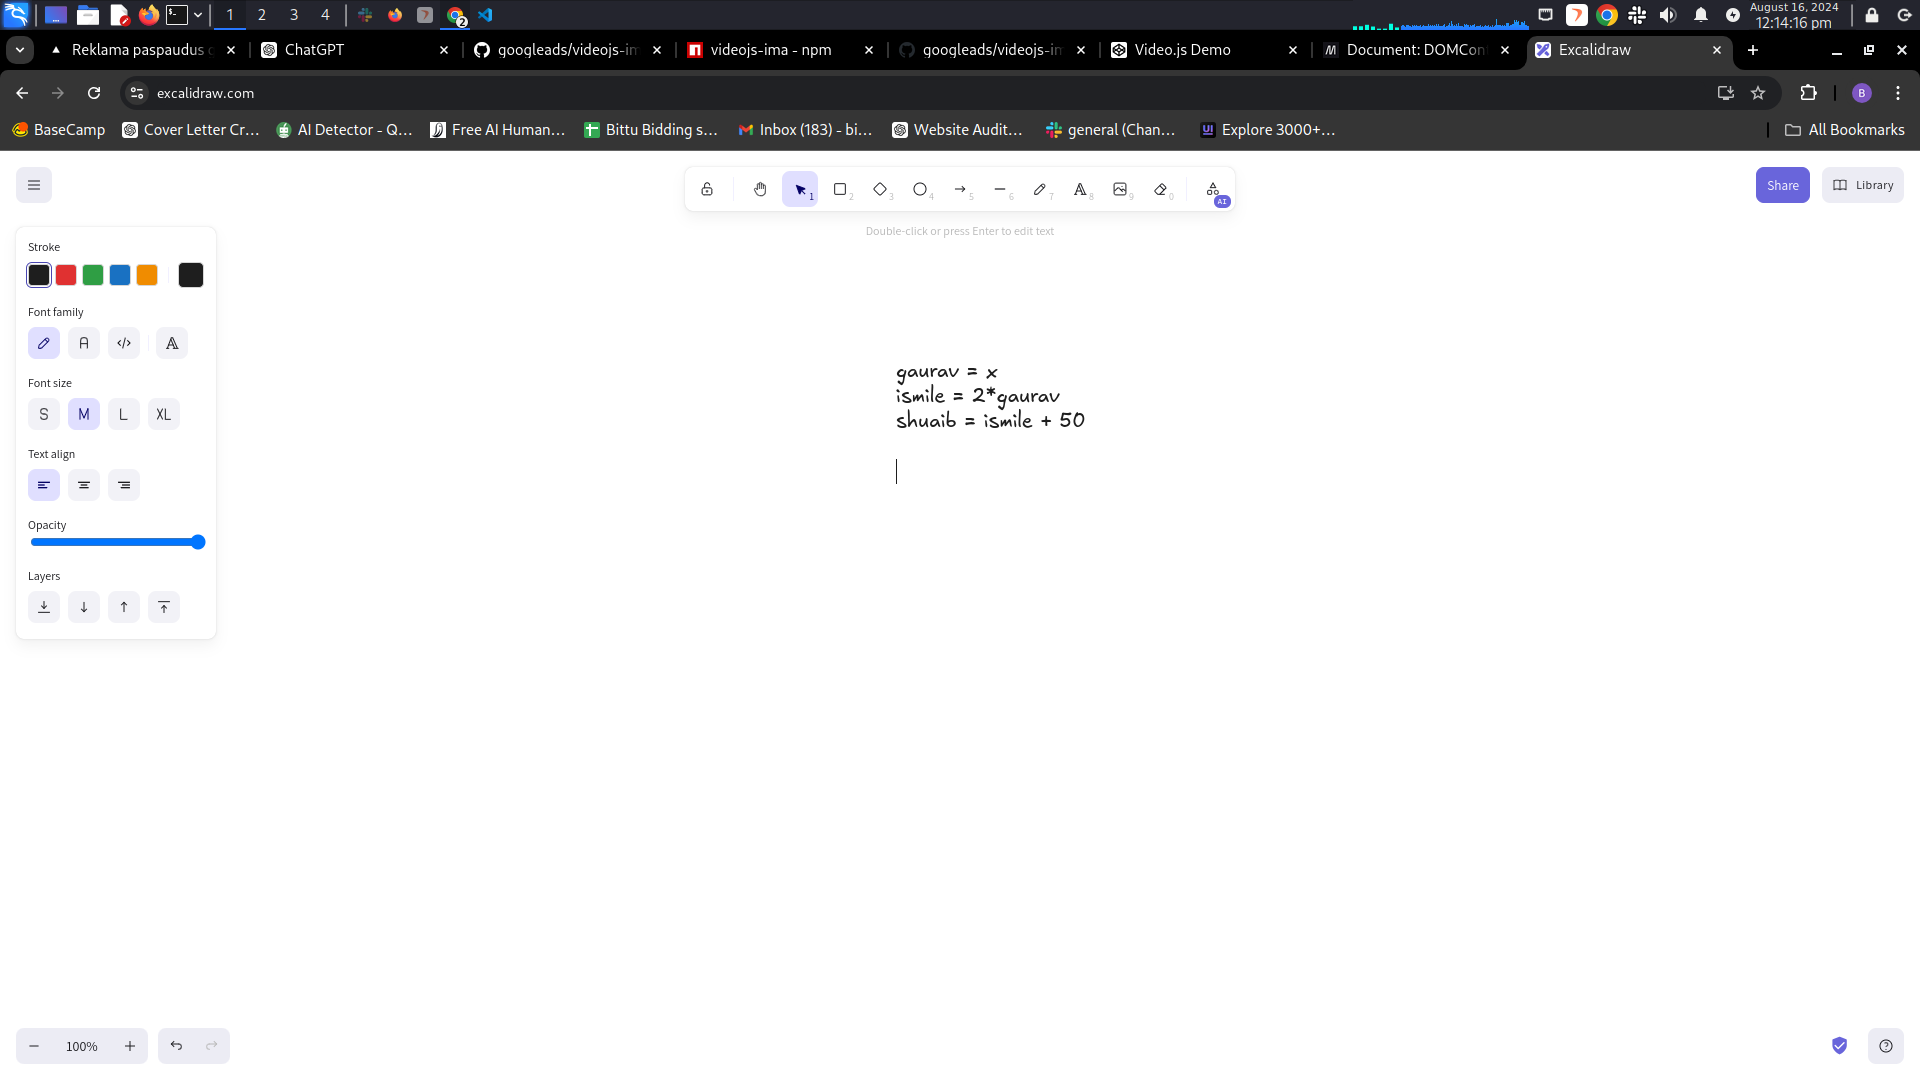 1 2 3 4 2 August 16, 2024
12:14:16 pm
Reklama paspaudus ChatGPT googleads/videojs-im videojs-ima - npm googleads/videojs-im Video.js Demo Document: DOMCon Excalidraw
excalidraw.com B
BaseCamp Cover Letter Cr... AI Detector - Q... Free AI Human... Bittu Bidding s... Inbox (183) - bi... Website Audit... general (Chan... Explore 3000+... All Bookmarks
1 2 3 4 5 6 7 8 9 0 AI Share Library
Double-click or press Enter to edit text
Stroke
Font family
Font size
S M L XL
Text align
Opacity
Layers
gaurav = x
ismile = 2*gaurav
shuaib = ismile + 50
100%